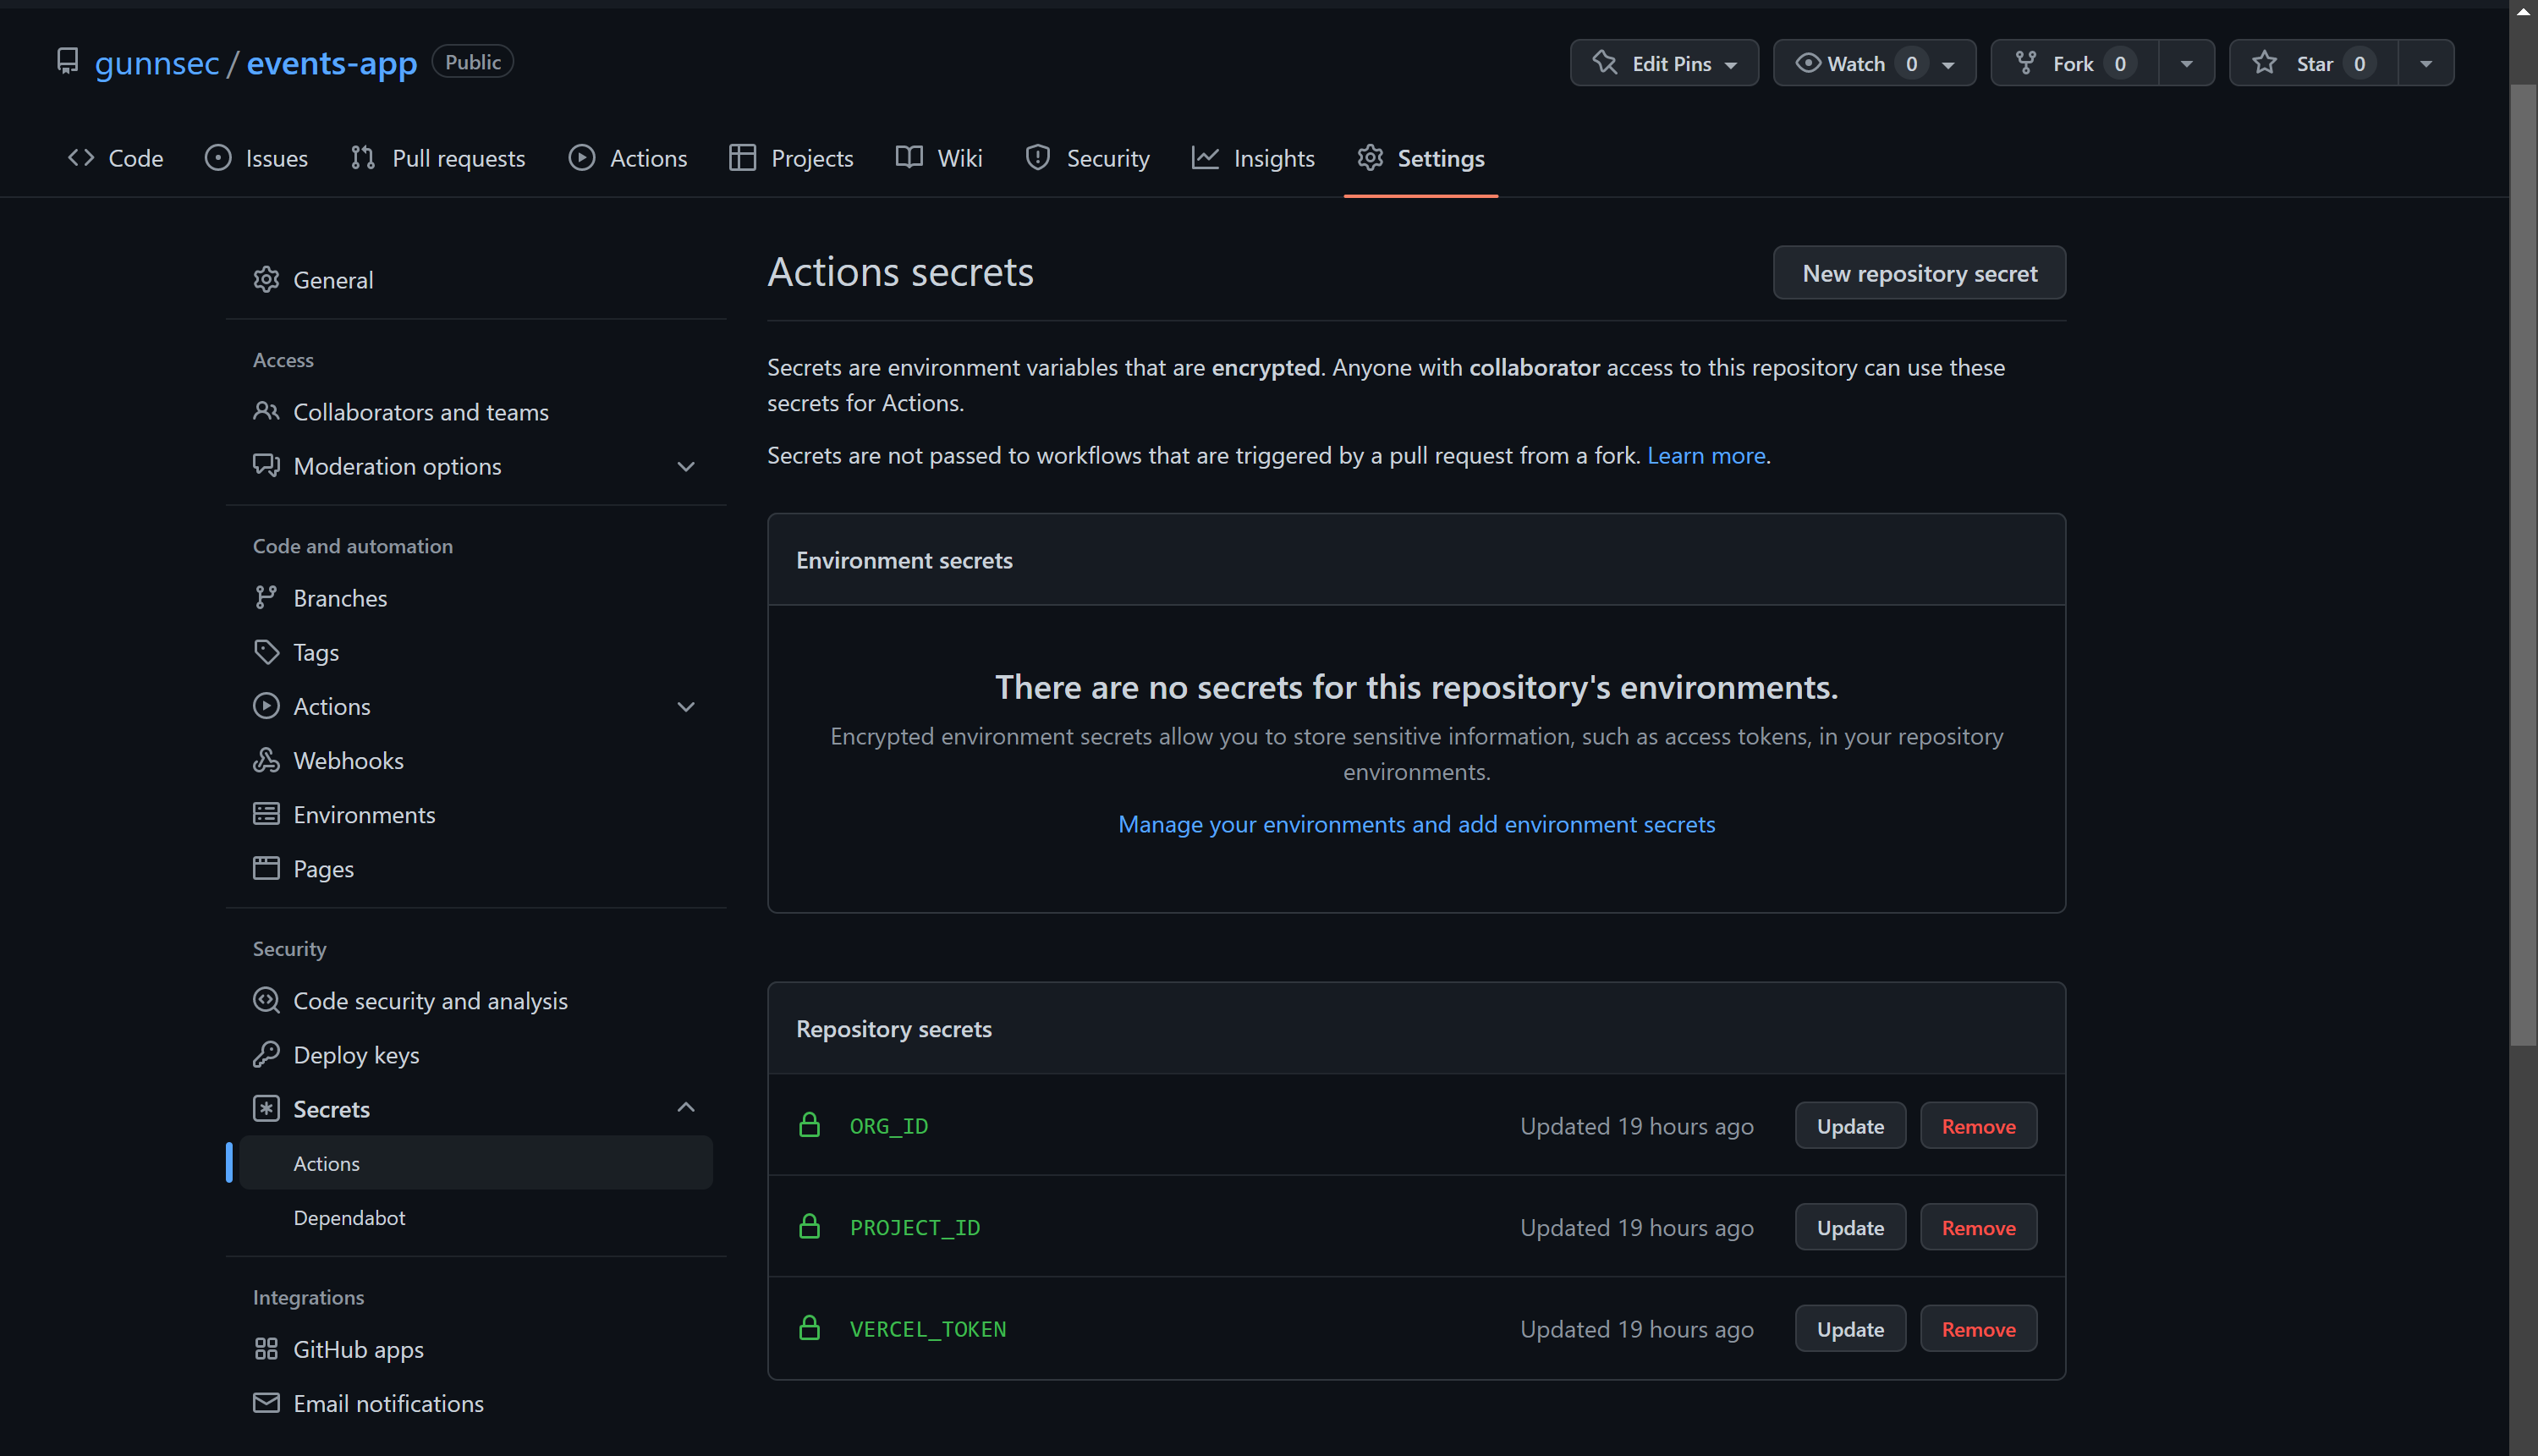 gunnsec / events-app Public
Edit Pins Watch 0 Fork 0 Star 0
Code Issues Pull requests Actions Projects Wiki Security Insights Settings
General
Access
Collaborators and teams
Moderation options
Code and automation
Branches
Tags
Actions
Webhooks
Environments
Pages
Security
Code security and analysis
Deploy keys
Secrets
Actions
Dependabot
Integrations
GitHub apps
Email notifications
Actions secrets
New repository secret
Secrets are environment variables that are encrypted. Anyone with collaborator access to this repository can use these
secrets for Actions.
Secrets are not passed to workflows that are triggered by a pull request from a fork. Learn more.
Environment secrets
There are no secrets for this repository's environments.
Encrypted environment secrets allow you to store sensitive information, such as access tokens, in your repository
environments.
Manage your environments and add environment secrets
Repository secrets
ORG_ID Updated 19 hours ago Update Remove
PROJECT_ID Updated 19 hours ago Update Remove
VERCEL_TOKEN Updated 19 hours ago Update Remove